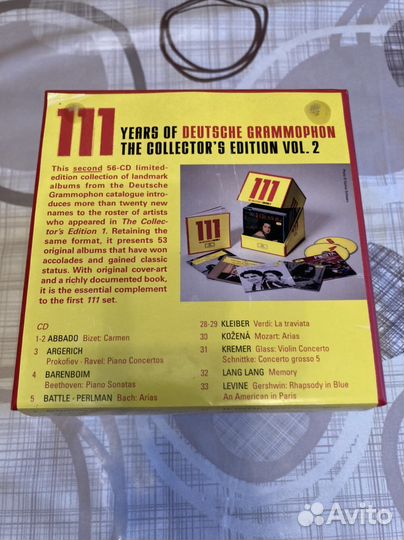 111 YEARS OF DEUTSCHE GRAMMOPHON
THE COLLECTOR'S EDITION VOL. 2
This second 56-CD limited-
edition collection of landmark
albums from the Deutsche
Grammophon catalogue intro-
duces more than twenty new
names to the roster of artists
who appeared in The Collec-
tor's Edition 1. Retaining the
same format, it presents 53
original albums that have won
accolades and gained classic
status. With original cover-art
and a richly documented book,
it is the essential complement
to the first 111 set.
111
111
CD
1-2 ABBADO Bizet: Carmen
3 ARGERICH
Prokofiev · Ravel: Piano Concertos
4 BARENBOIM
Beethoven: Piano Sonatas
5 BATTLE · PERLMAN Bach: Arias
28-29 KLEIBER Verdi: La traviata
30 KOŽENÁ Mozart: Arias
31 KREMER Glass: Violin Concerto
Schnittke: Concerto grosso 5
32 LANG LANG Memory
33 LEVINE Gershwin: Rhapsody in Blue
An American in Paris
Avito